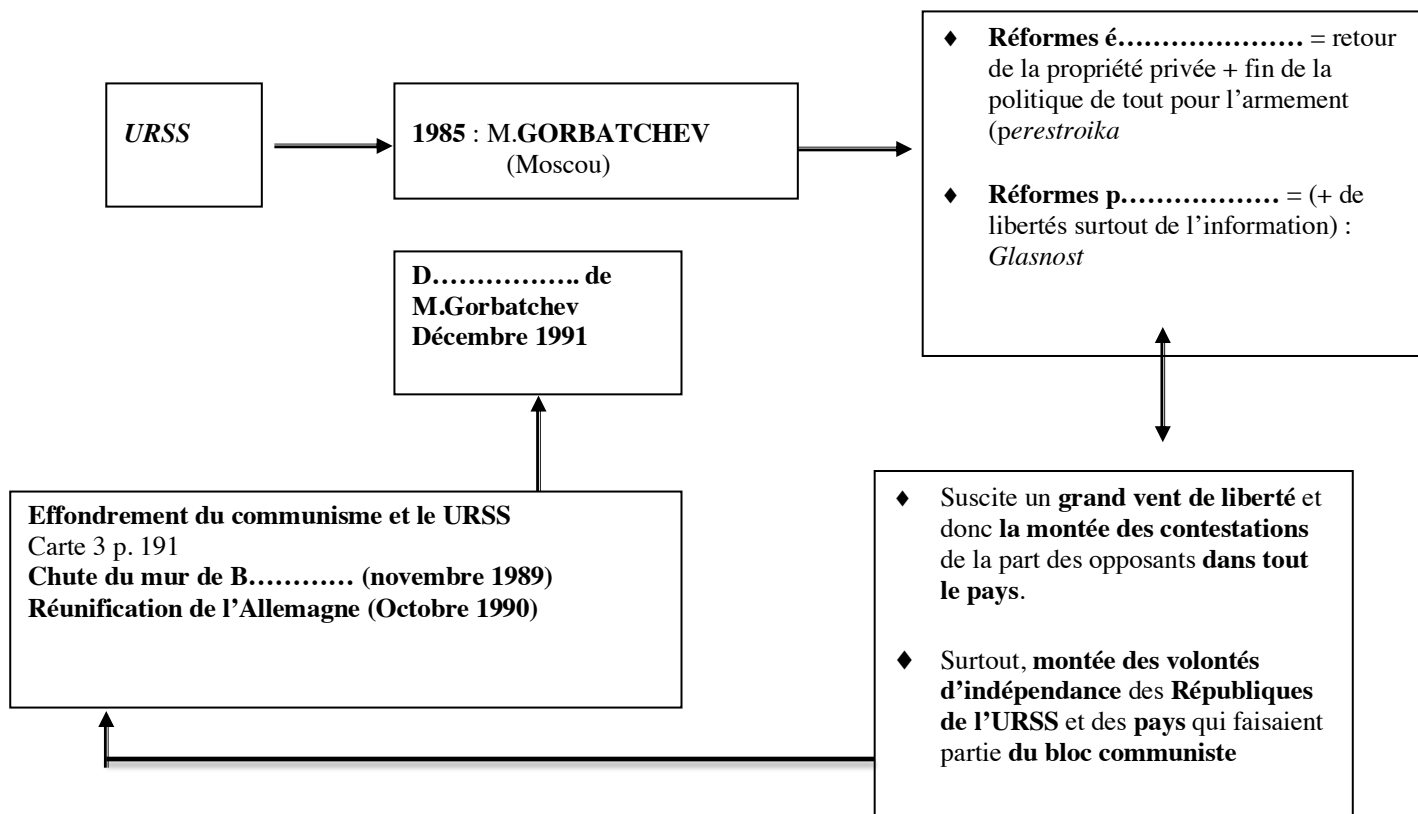 URSS
1985 : M.GORBATCHEV
(Moscou)
♦ Réformes é………………… = retour
de la propriété privée + fin de la
politique de tout pour l’armement
(perestroika
♦ Réformes p……………… = (+ de
libertés surtout de l’information) :
Glasnost
♦ Suscite un grand vent de liberté et
donc la montée des contestations
de la part des opposants dans tout
le pays.
♦ Surtout, montée des volontés
d’indépendance des Républiques
de l’URSS et des pays qui faisaient
partie du bloc communiste
Effondrement du communisme et le URSS
Carte 3 p. 191
Chute du mur de B………… (novembre 1989)
Réunification de l’Allemagne (Octobre 1990)
D…………….. de
M.Gorbatchev
Décembre 1991